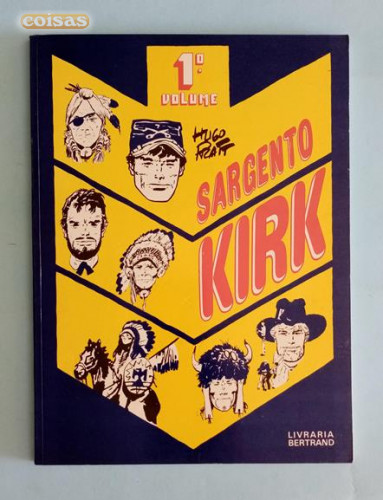 coisas
1º
VOLUME
HUGO
PRATT
SARGENTO
KIRK
LIVRARIA
BERTRAND